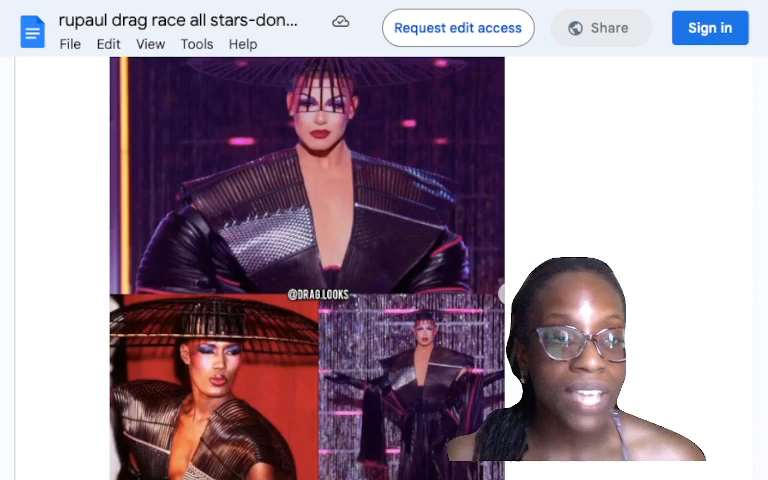 rupaul drag race all stars-don...
File Edit View Tools Help
Request edit access
Share
Sign in
@DRAG.LOOKS